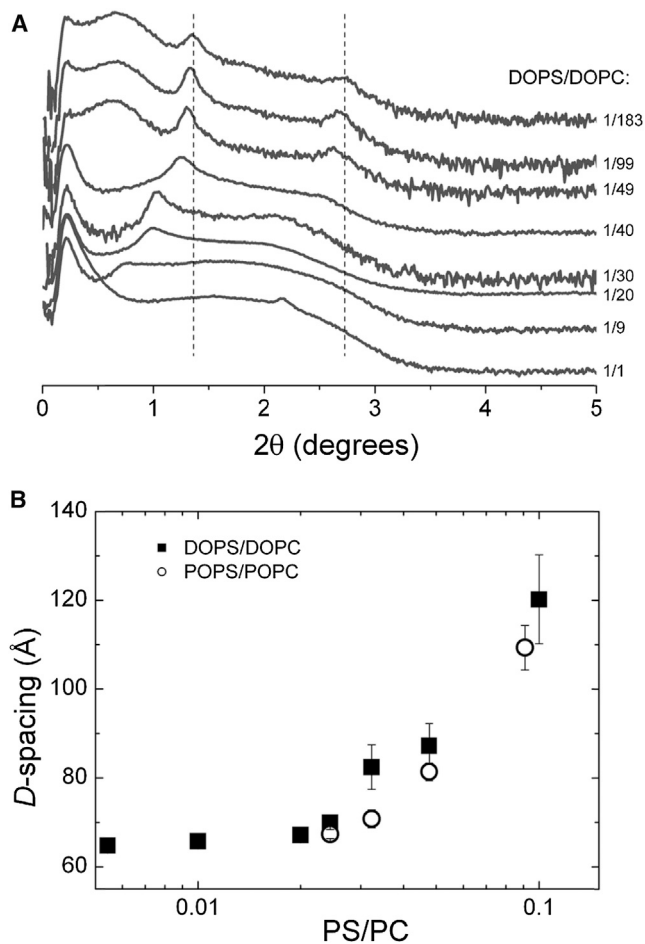 A
DOPS/DOPC:
1/183
1/99
1/49
1/40
1/30
1/20
1/9
1/1
0 1 2 3 4 5
2θ (degrees)
B
140
120
100
80
60
D-spacing (Å)
DOPS/DOPC
POPS/POPC
0.01 0.1
PS/PC